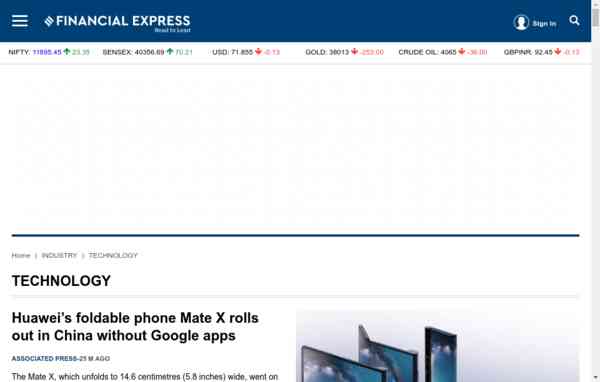 FINANCIAL EXPRESS
Read to Lead
Sign In
NIFTY: 11895.45 23.35 SENSEX: 40356.69 70.21 USD: 71.855 -0.13 GOLD: 38013 -253.00 CRUDE OIL: 4065 -36.00 GBPINR: 92.45 -0.13
Home | INDUSTRY | TECHNOLOGY
TECHNOLOGY
Huawei's foldable phone Mate X rolls
out in China without Google apps
ASSOCIATED PRESS-25 M AGO
The Mate X, which unfolds to 14.6 centimetres (5.8 inches) wide, went on